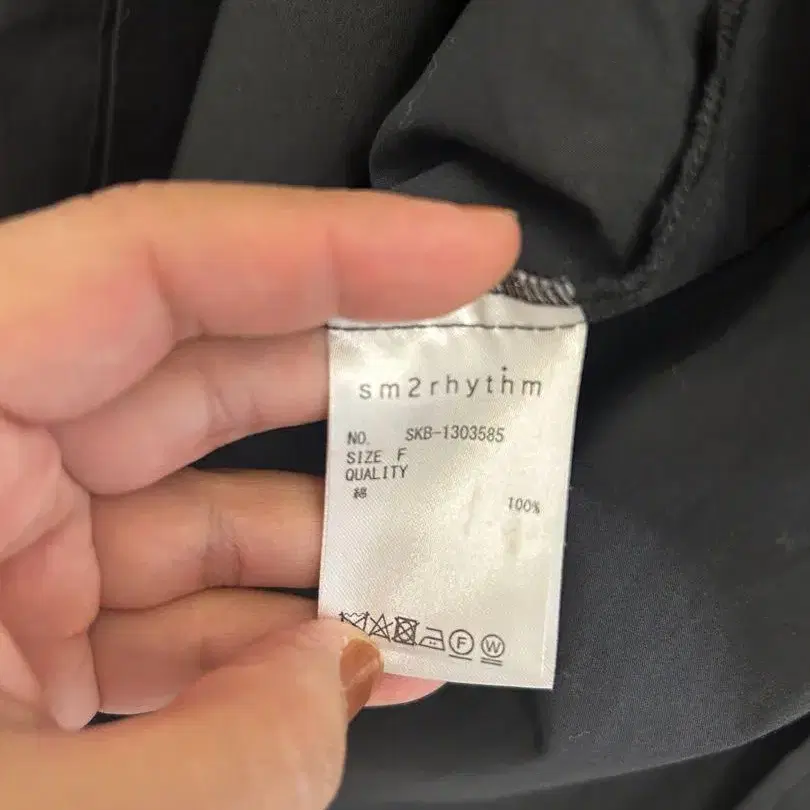 sm2rhythm
NO. SKB-1303585
SIZE F
QUALITY
綿
100%
F W